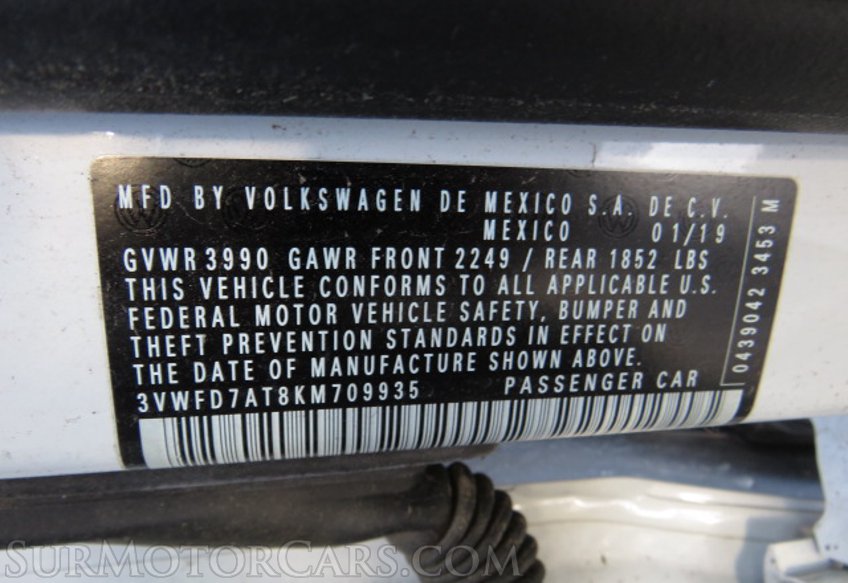 MFD BY VOLKSWAGEN DE MEXICO S.A. DE C.V.
MEXICO 01/19
GVWR 3990 GAWR FRONT 2249 / REAR 1852 LBS
THIS VEHICLE CONFORMS TO ALL APPLICABLE U.S.
FEDERAL MOTOR VEHICLE SAFETY, BUMPER AND
THEFT PREVENTION STANDARDS IN EFFECT ON
THE DATE OF MANUFACTURE SHOWN ABOVE.
3VWFD7AT8KM709935 PASSENGER CAR
0439042 3453 M
SURMOTORCARS.COM